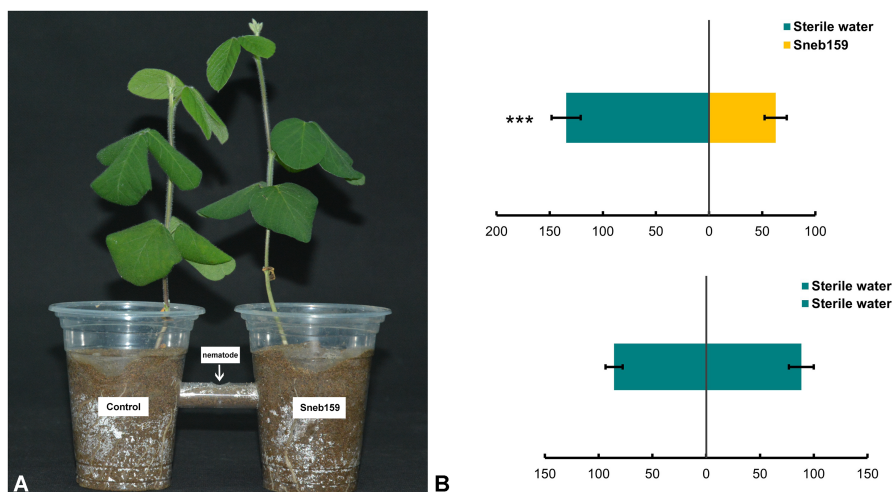 nematode
Control
Sneb159
A
Sterile water
Sneb159
***
200 150 100 50 0 50 100
Sterile water
Sterile water
150 100 50 0 50 100 150
B